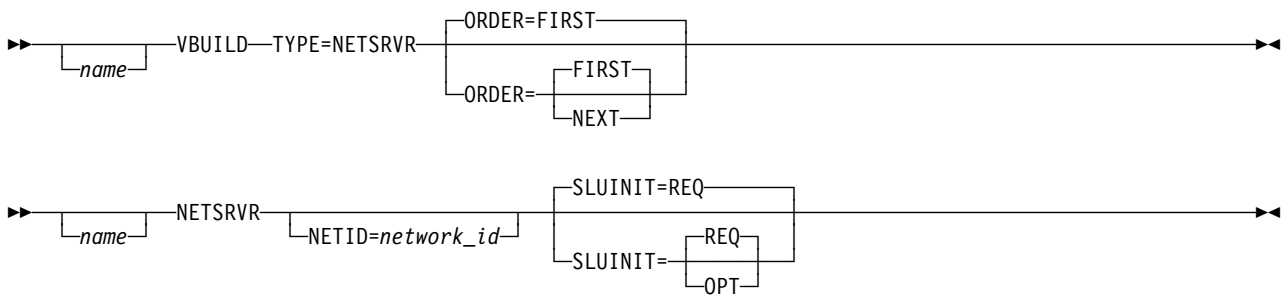 ORDER=FIRST
VBUILD TYPE=NETSRVR
name
FIRST
ORDER=
NEXT
SLUINIT=REQ
NETSRVR
name
NETID=network_id
REQ
SLUINIT=
OPT